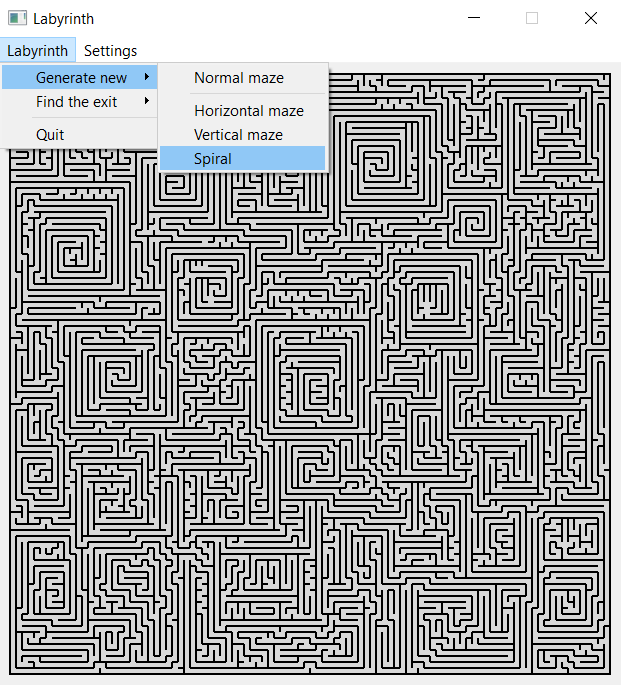 Labyrinth
Labyrinth Settings
Generate new
Find the exit
Quit
Normal maze
Horizontal maze
Vertical maze
Spiral